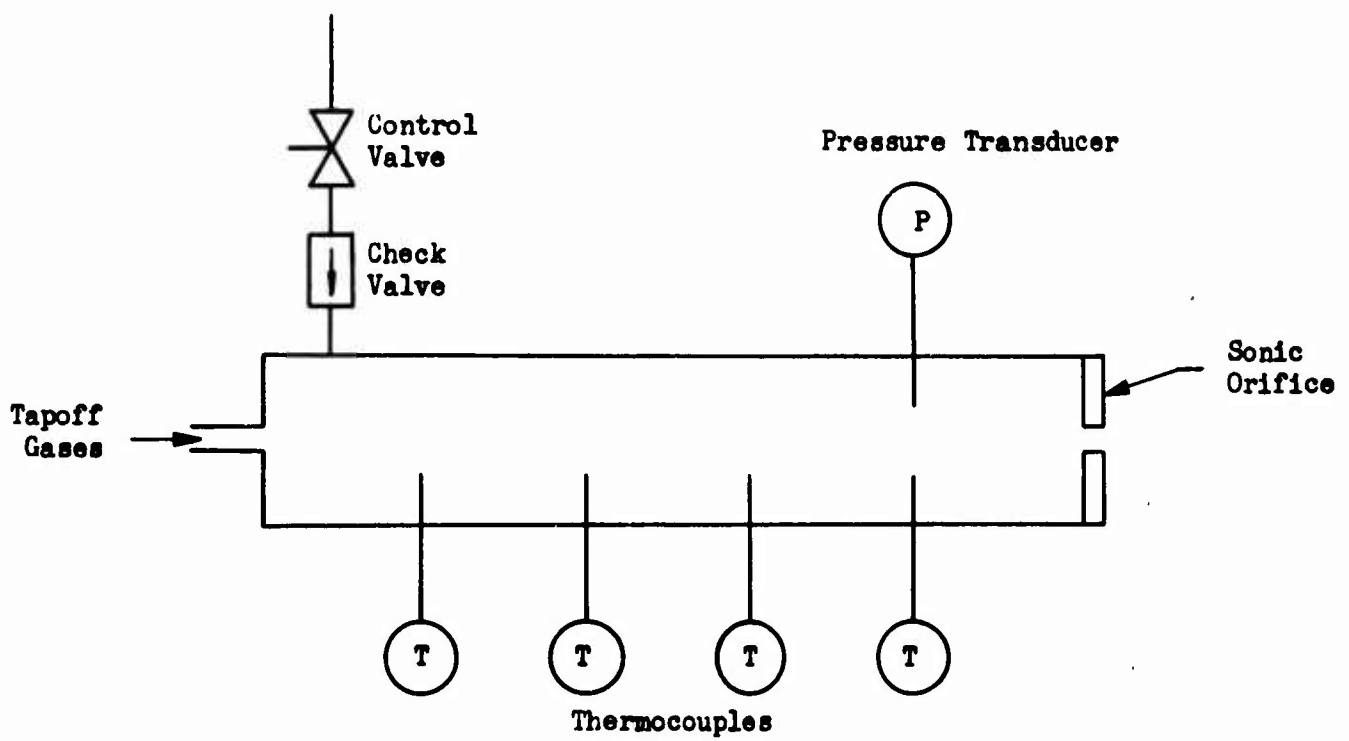 Control
Valve
Pressure Transducer
P
Check
Valve
Sonic
Orifice
Tapoff
Gases
T
T
T
T
Thermocouples